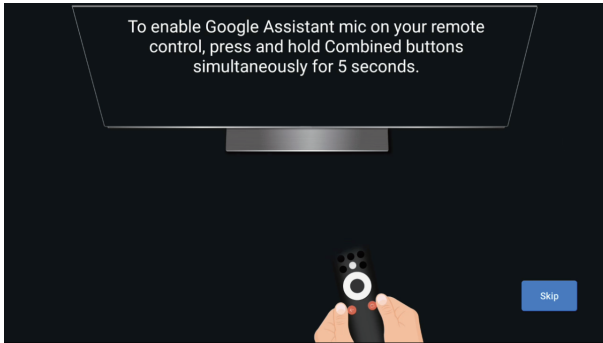 To enable Google Assistant mic on your remote
control, press and hold Combined buttons
simultaneously for 5 seconds.
Skip